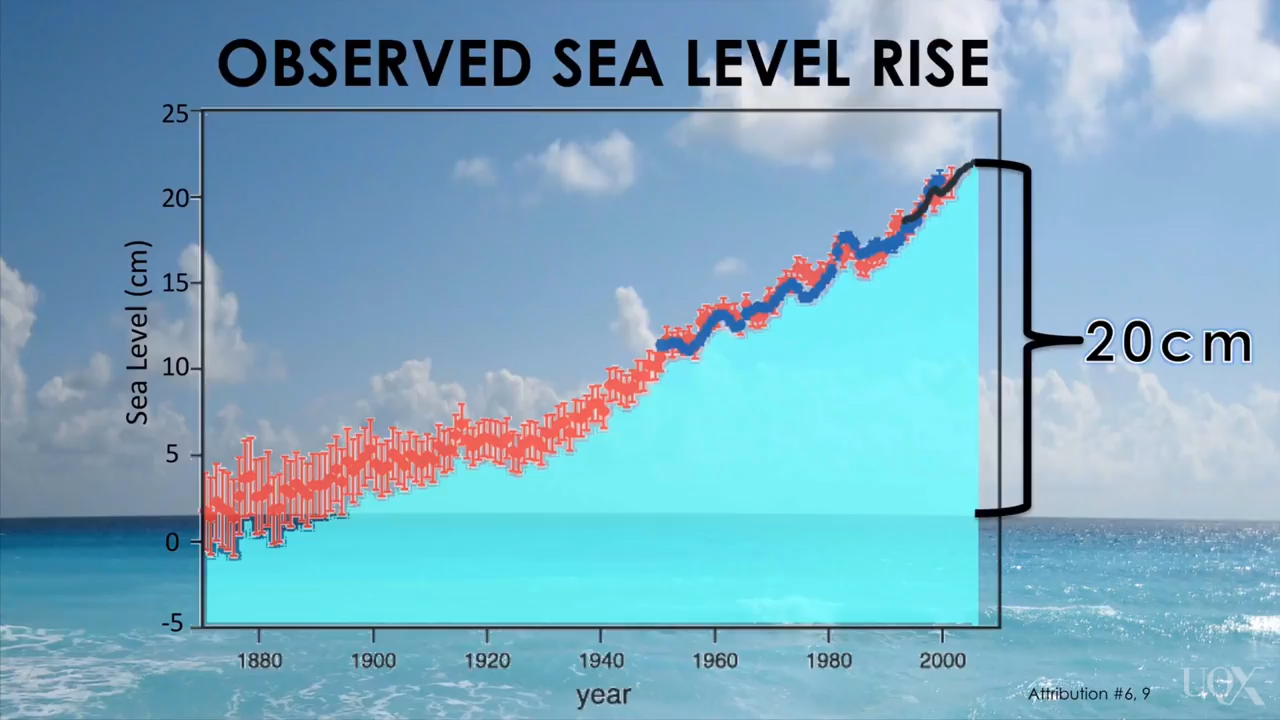 OBSERVED SEA LEVEL RISE
25
20
15
10
5
0
-5
Sea Level (cm)
20cm
1880 1900 1920 1940 1960 1980 2000
year
Attribution #6, 9
UQX